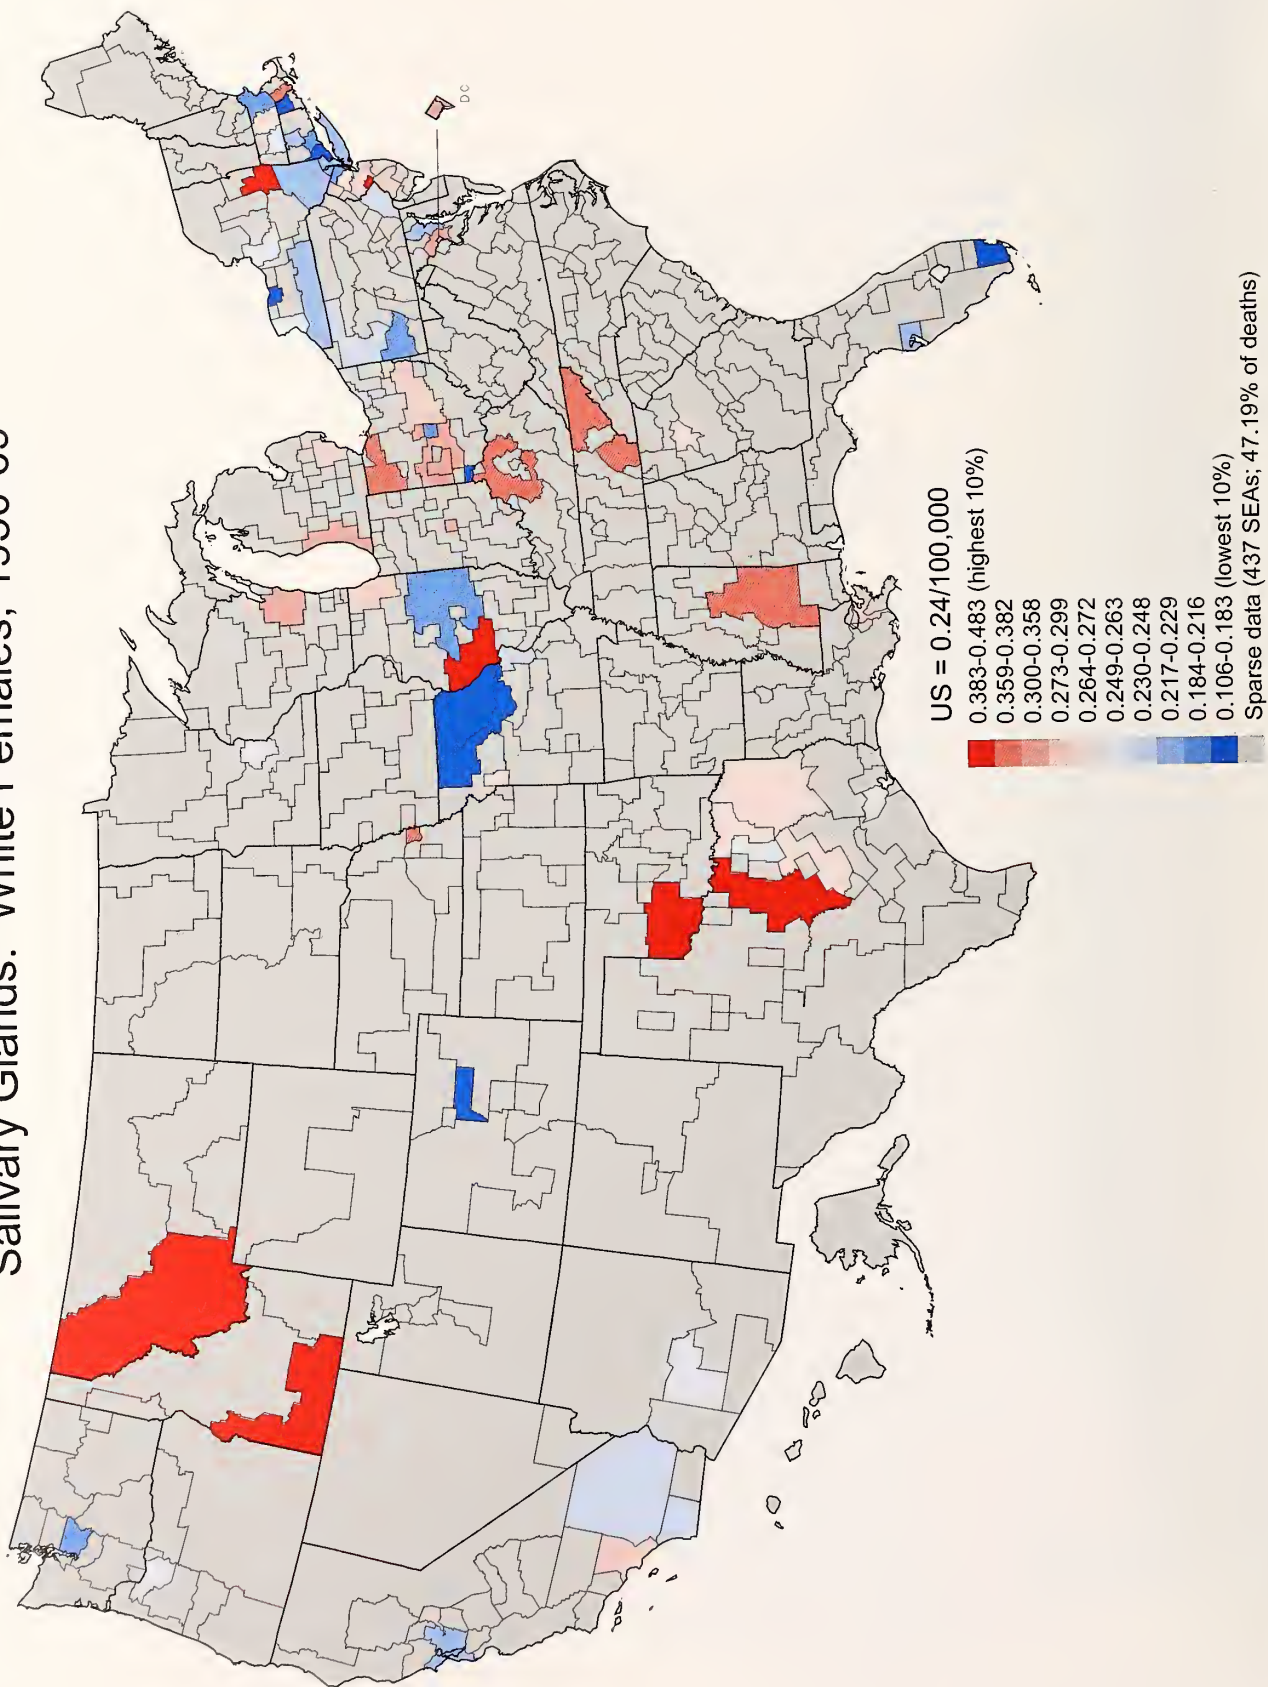 Salivary Glands: White Females,
DC
US = 0.24/100,000
0.383-0.483 (highest 10%)
0.359-0.382
0.300-0.358
0.273-0.299
0.264-0.272
0.249-0.263
0.230-0.248
0.217-0.229
0.184-0.216
0.106-0.183 (lowest 10%)
Sparse data (437 SEAs; 47.19% of deaths)